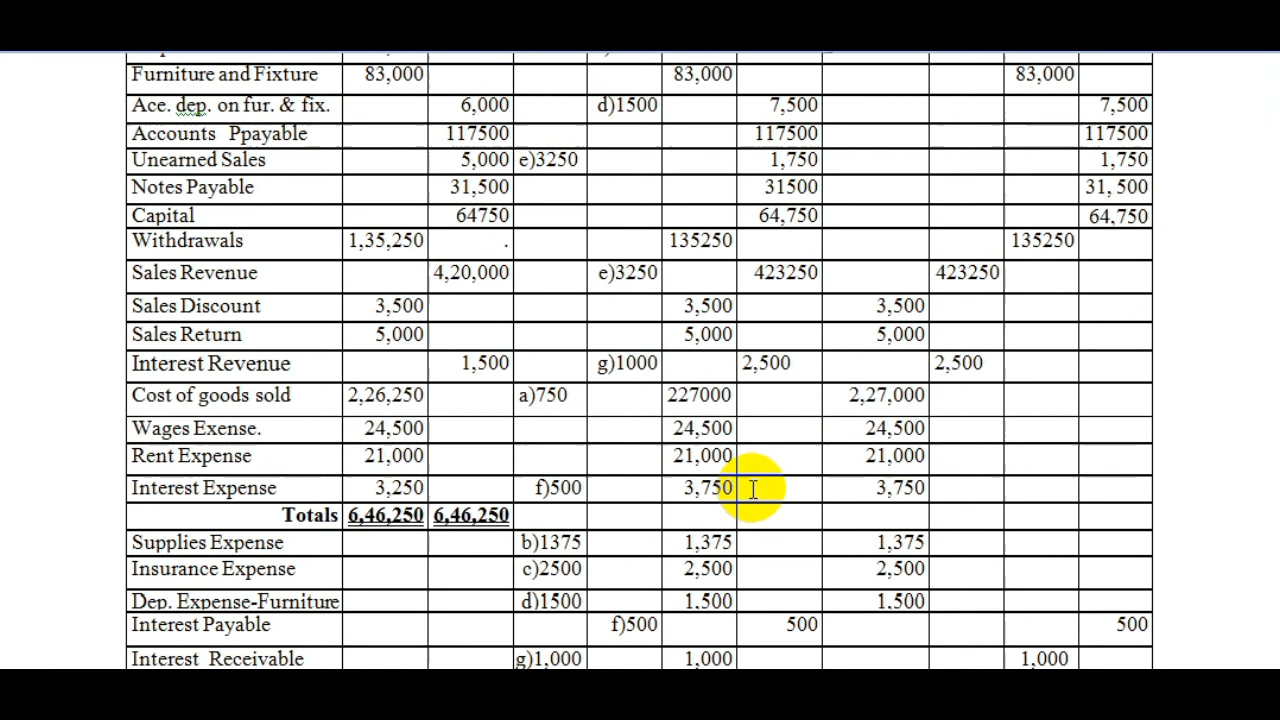 Furniture and Fixture 83,000 83,000 83,000
Ace. dep. on fur. & fix. 6,000 d)1500 7,500 7,500
Accounts Ppayable 117500 117500 117500
Unearned Sales 5,000 e)3250 1,750 1,750
Notes Payable 31,500 31500 31, 500
Capital 64750 64,750 64,750
Withdrawals 1,35,250 . 135250 135250
Sales Revenue 4,20,000 e)3250 423250 423250
Sales Discount 3,500 3,500 3,500
Sales Return 5,000 5,000 5,000
Interest Revenue 1,500 g)1000 2,500 2,500
Cost of goods sold 2,26,250 a)750 227000 2,27,000
Wages Exense. 24,500 24,500 24,500
Rent Expense 21,000 21,000 21,000
Interest Expense 3,250 f)500 3,750 3,750
Totals 6,46,250 6,46,250
Supplies Expense b)1375 1,375 1,375
Insurance Expense c)2500 2,500 2,500
Dep. Expense-Furniture d)1500 1,500 1,500
Interest Payable f)500 500 500
Interest Receivable g)1,000 1,000 1,000